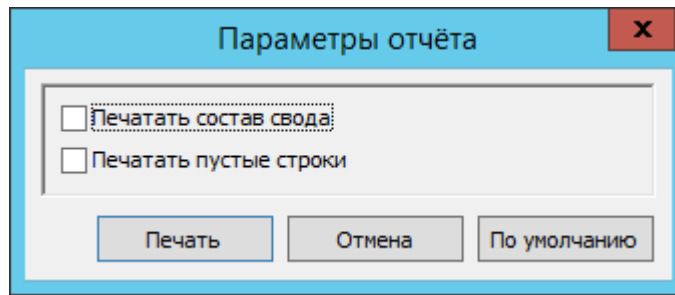 Параметры отчёта
Печатать состав свода
Печатать пустые строки
Печать Отмена По умолчанию